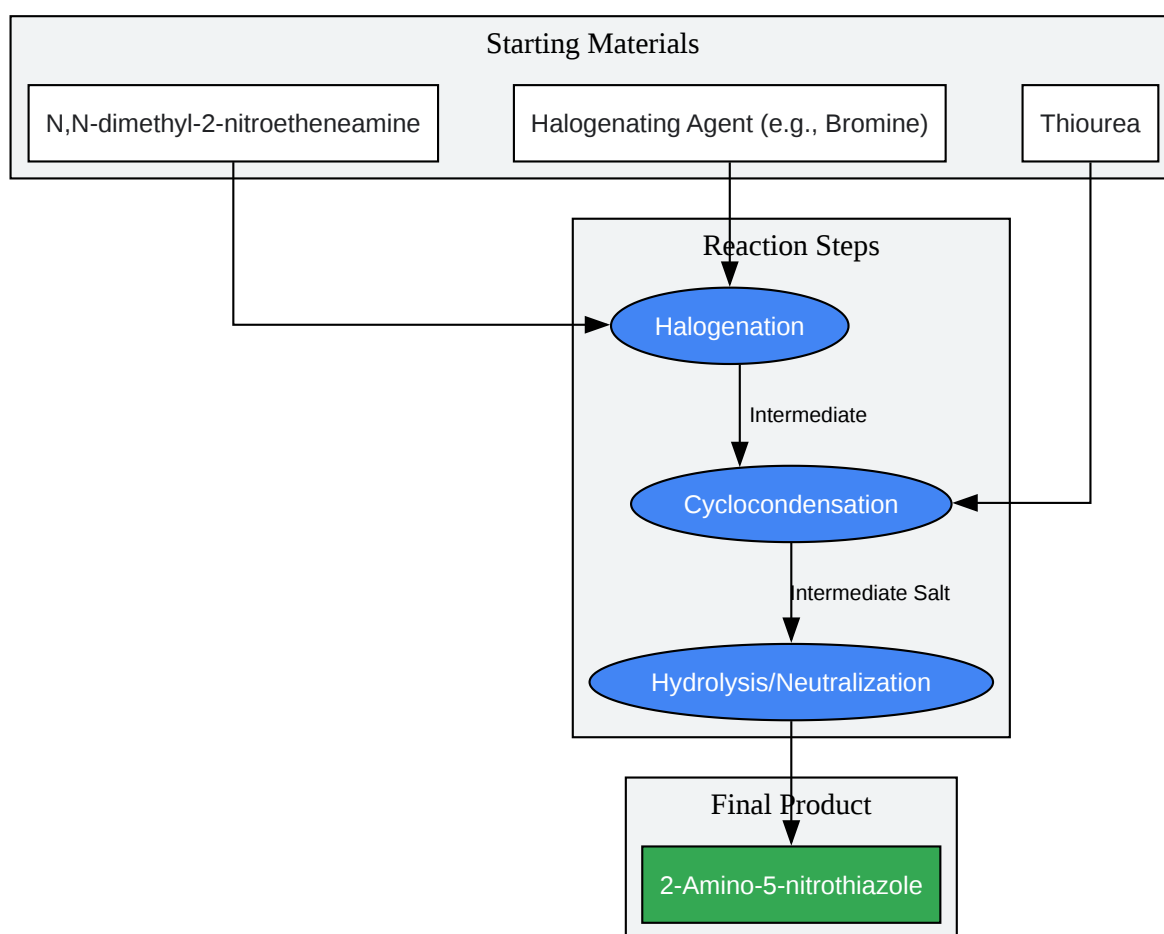 Starting Materials
N,N-dimethyl-2-nitroetheneamine
Halogenating Agent (e.g., Bromine)
Thiourea
Reaction Steps
Halogenation
Intermediate
Cyclocondensation
Intermediate Salt
Hydrolysis/Neutralization
Final Product
2-Amino-5-nitrothiazole